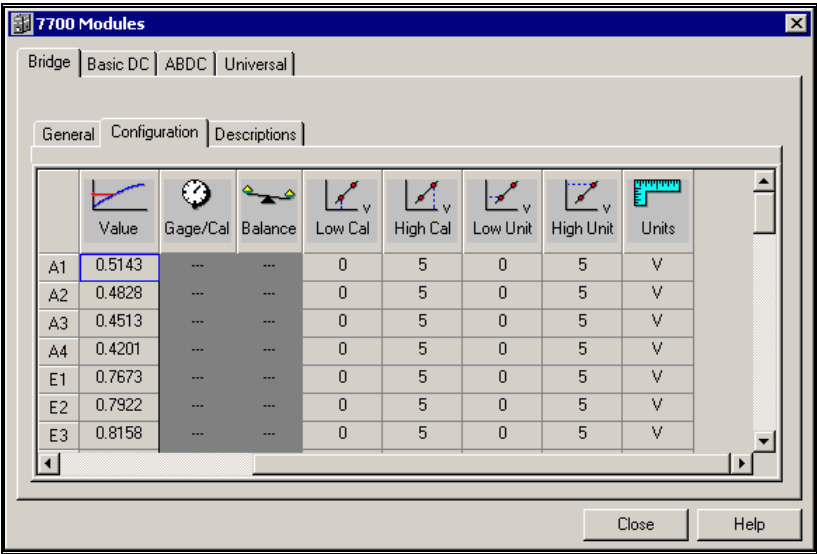 7700 Modules
Bridge Basic DC ABDC Universal
General Configuration Descriptions
Value Gage/Cal Balance Low Cal High Cal Low Unit High Unit Units
A1 0.5143 --- --- 0 5 0 5 V
A2 0.4828 --- --- 0 5 0 5 V
A3 0.4513 --- --- 0 5 0 5 V
A4 0.4201 --- --- 0 5 0 5 V
E1 0.7673 --- --- 0 5 0 5 V
E2 0.7922 --- --- 0 5 0 5 V
E3 0.8158 --- --- 0 5 0 5 V
Close Help